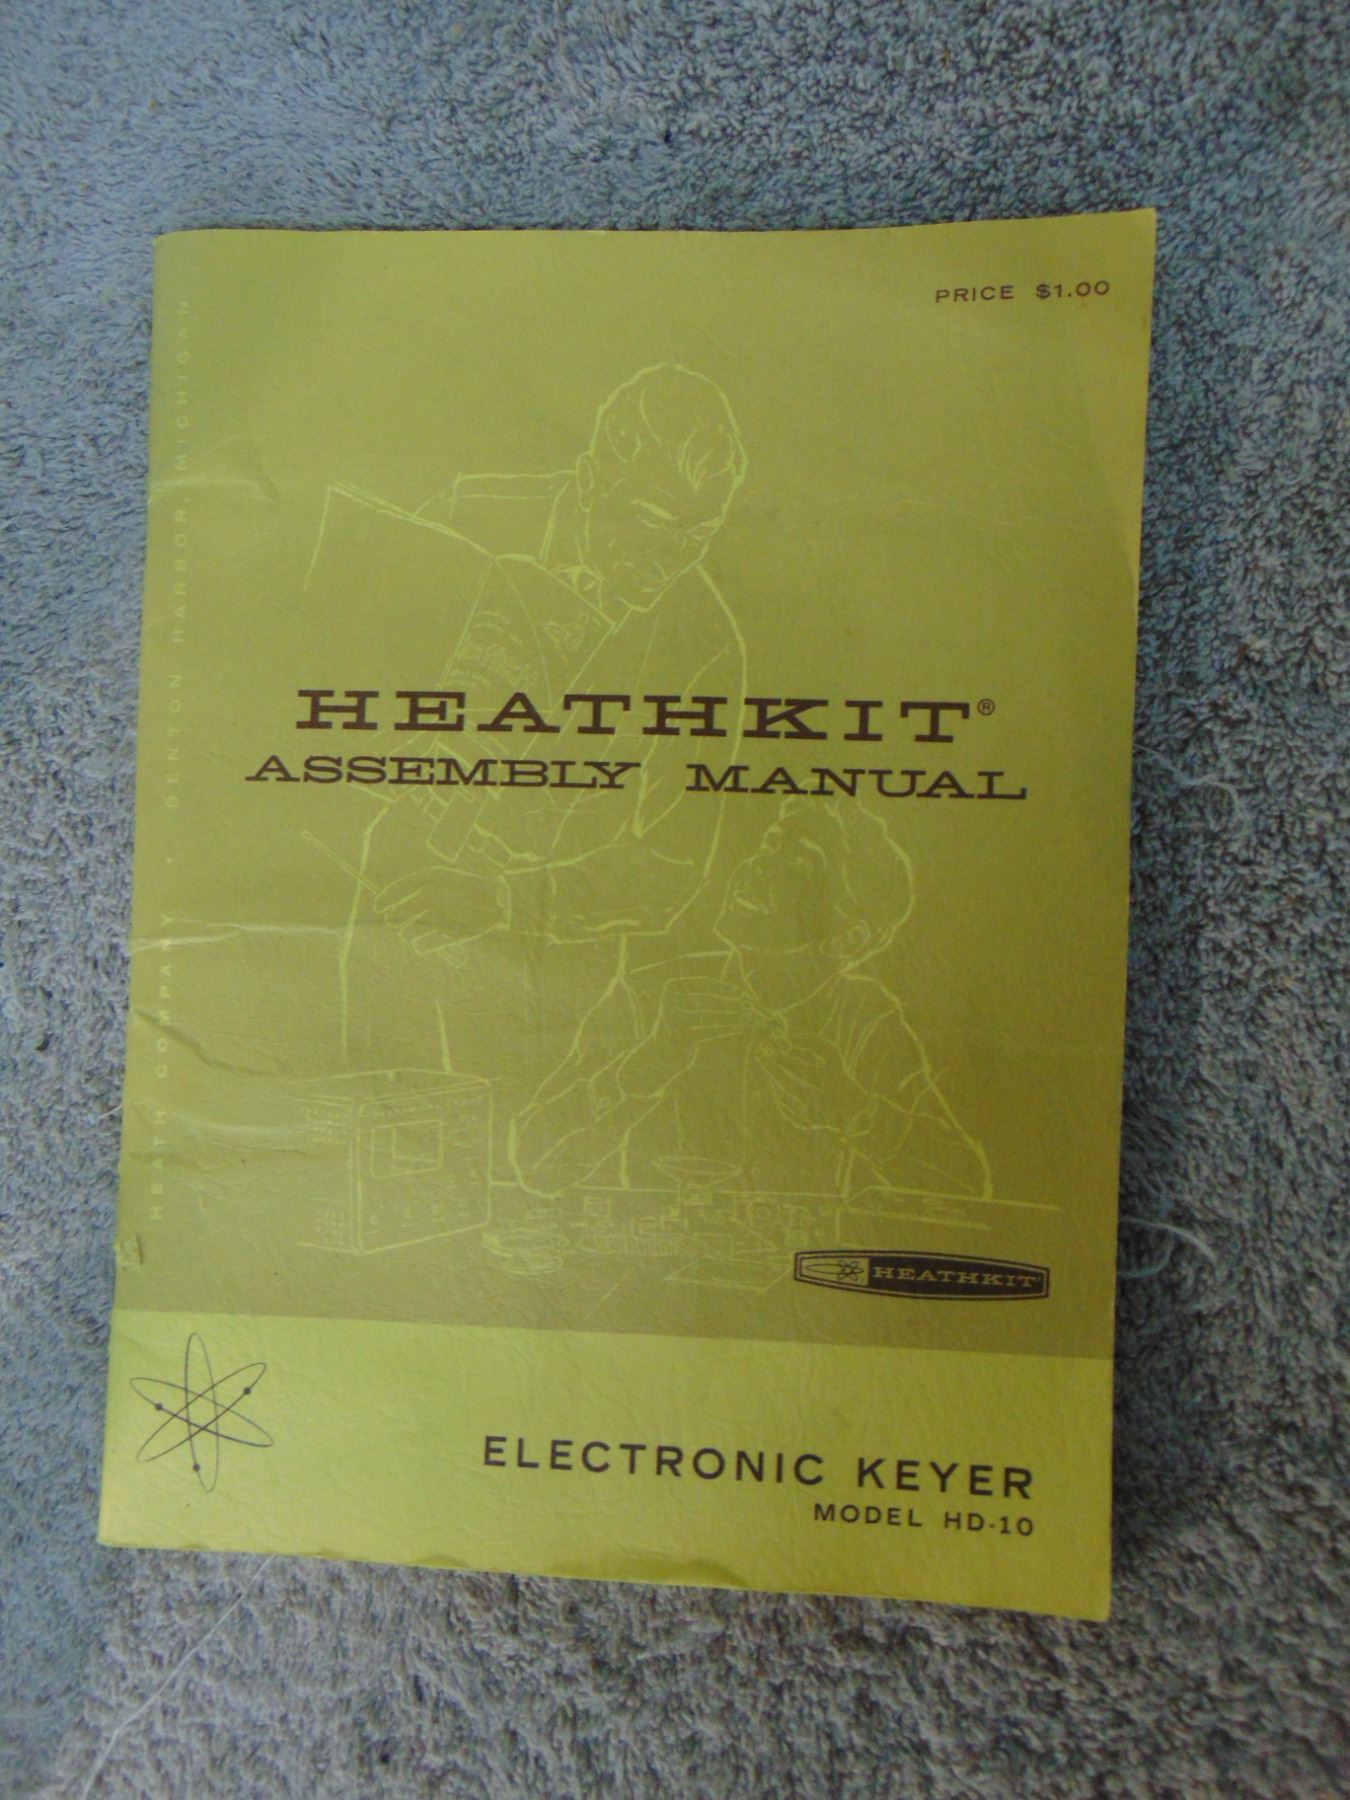 PRICE $1.00
HEATHKIT®
ASSEMBLY MANUAL
HEATH COMPANY • BENTON HARBOR, MICHIGAN
HEATHKIT
ELECTRONIC KEYER
MODEL HD-10